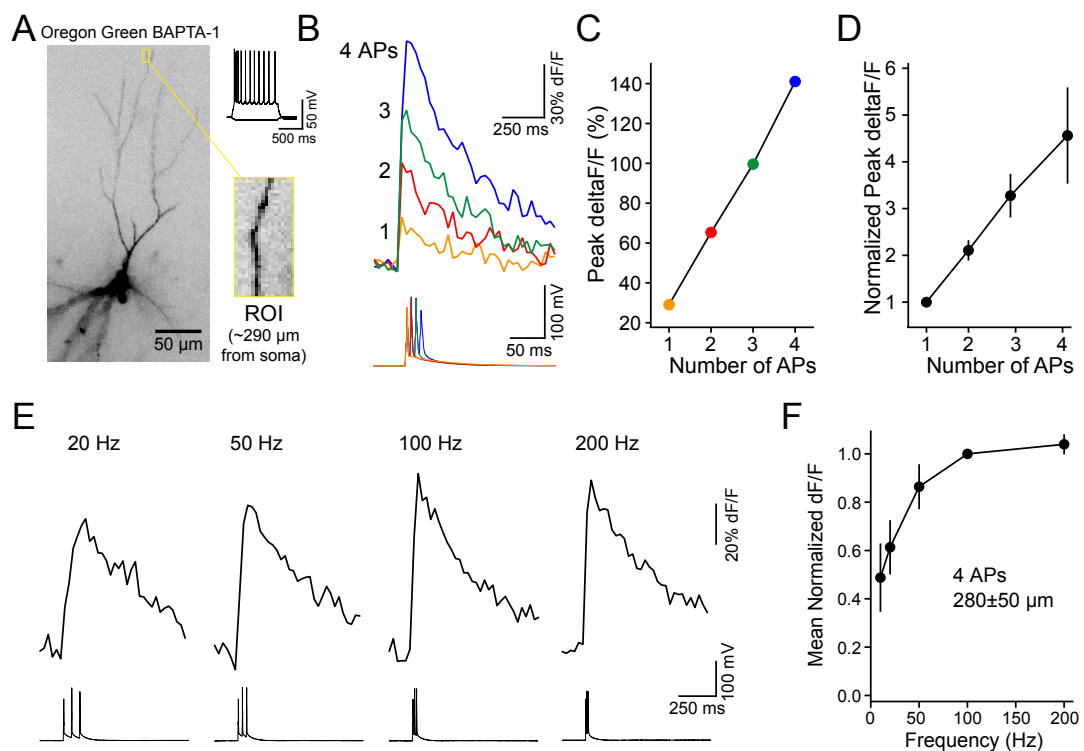 A
Oregon Green BAPTA-1
50 mV
500 ms
ROI
(~290 µm
from soma)
50 µm
B
4 APs
3
2
1
30% dF/F
250 ms
100 mV
50 ms
C
Peak deltaF/F (%)
140
120
100
80
60
40
20
1 2 3 4
Number of APs
D
Normalized Peak deltaF/F
6
5
4
3
2
1
1 2 3 4
Number of APs
E
20 Hz
50 Hz
100 Hz
200 Hz
20% dF/F
100 mV
250 ms
F
Mean Normalized dF/F
1.0
0.8
0.6
0.4
0.2
0.0
4 APs
280±50 µm
0 50 100 150 200
Frequency (Hz)